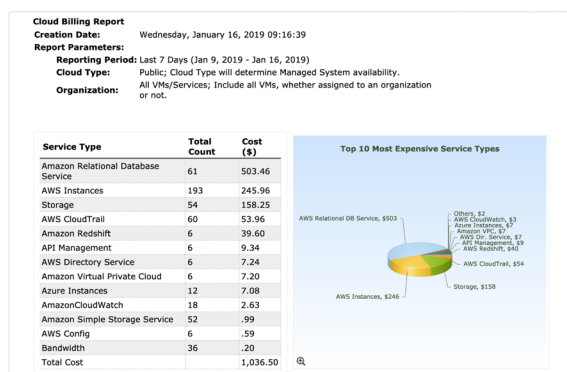 Cloud Billing Report
Creation Date: Wednesday, January 16, 2019 09:16:39
Report Parameters:
Reporting Period: Last 7 Days (Jan 9, 2019 - Jan 16, 2019)
Cloud Type: Public; Cloud Type will determine Managed System availability.
Organization: All VMs/Services; Include all VMs, whether assigned to an organization
or not.
Service Type Total Count Cost ($)
Amazon Relational Database Service 61 503.46
AWS Instances 193 245.96
Storage 54 158.25
AWS CloudTrail 60 53.96
Amazon Redshift 6 39.60
API Management 6 9.34
AWS Directory Service 6 7.24
Amazon Virtual Private Cloud 6 7.20
Azure Instances 12 7.08
AmazonCloudWatch 18 2.63
Amazon Simple Storage Service 52 .99
AWS Config 6 .59
Bandwidth 36 .20
Total Cost 1,036.50
Top 10 Most Expensive Service Types
AWS Relational DB Service, $503
Others, $2
AWS CloudWatch, $3
Azure Instances, $7
Amazon VPC, $7
AWS Dir. Service, $7
API Management, $9
AWS Redshift, $40
AWS CloudTrail, $54
Storage, $158
AWS Instances, $246